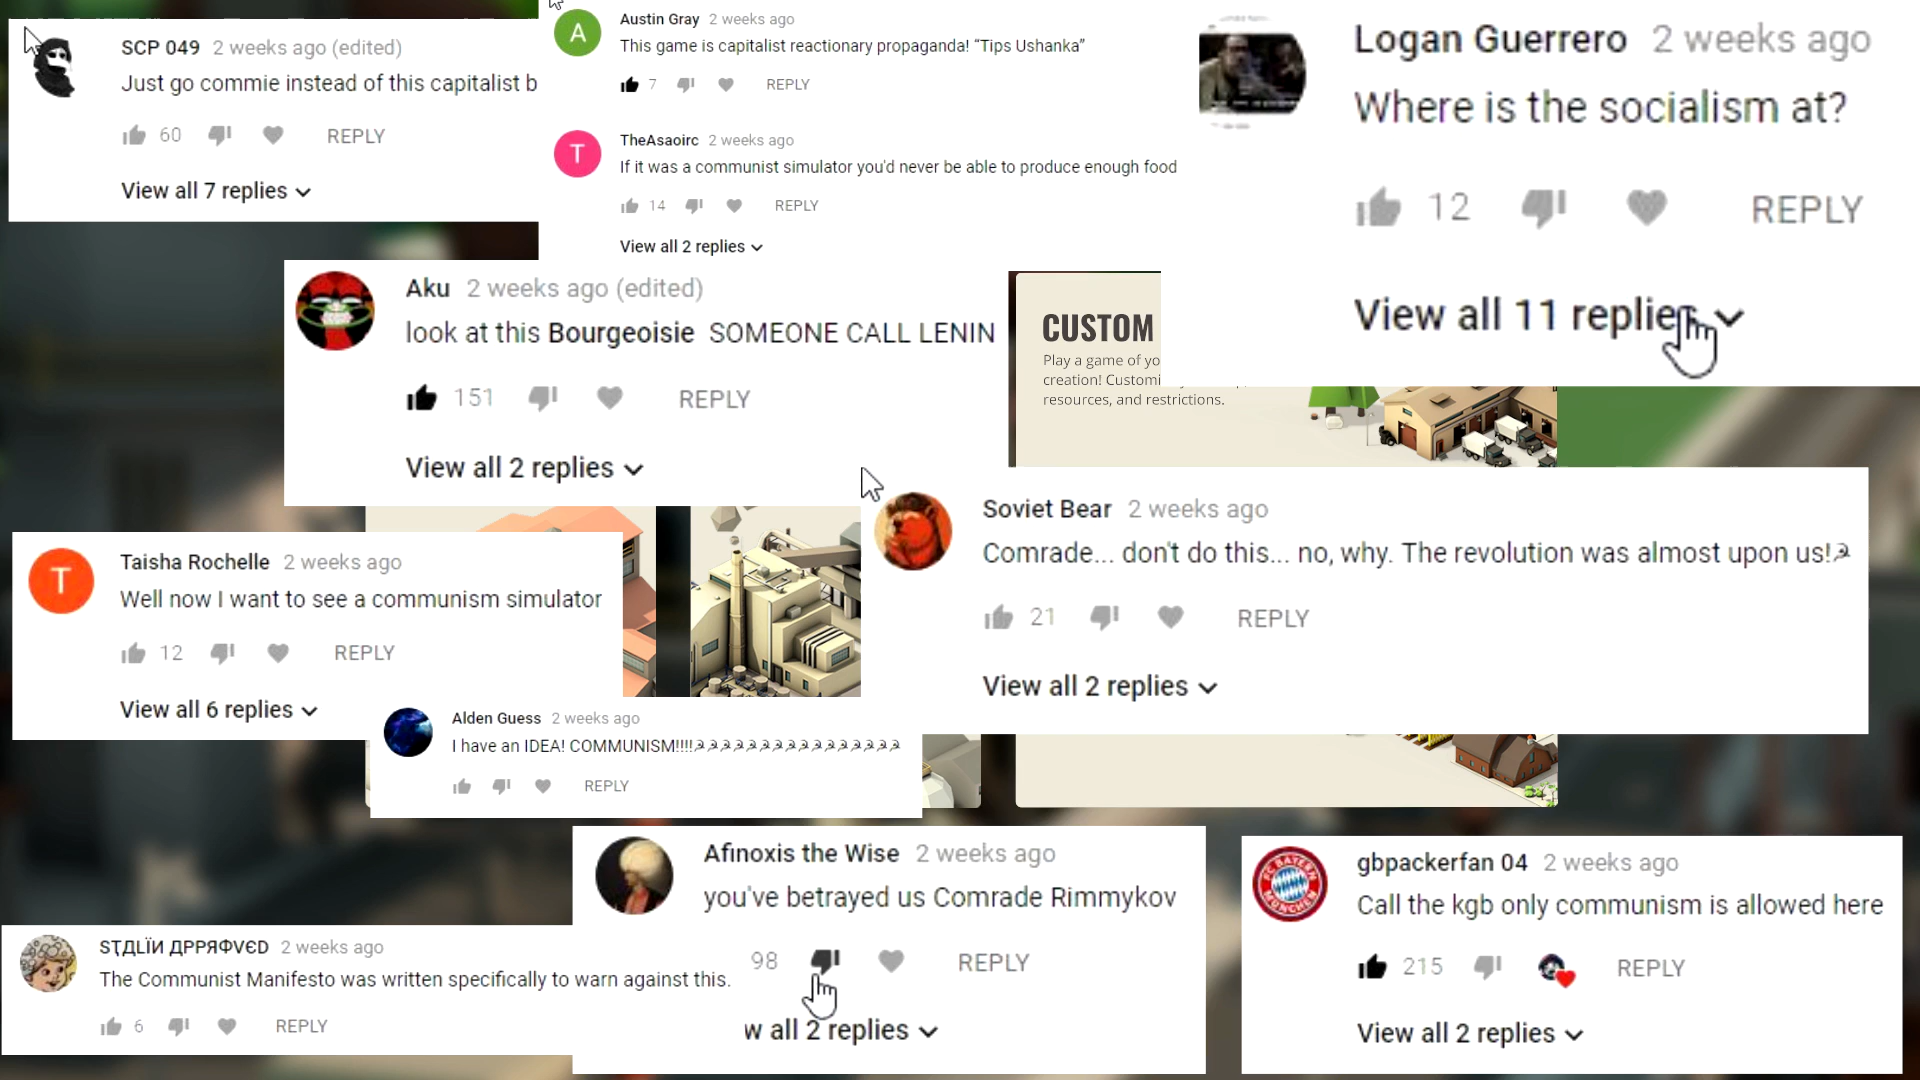 SCP 049 2 weeks ago (edited)
Just go commie instead of this capitalist b
60 REPLY
View all 7 replies
A
Austin Gray 2 weeks ago
This game is capitalist reactionary propaganda! “Tips Ushanka”
7 REPLY
T
TheAsaoirc 2 weeks ago
If it was a communist simulator you'd never be able to produce enough food
14 REPLY
View all 2 replies
Logan Guerrero 2 weeks ago
Where is the socialism at?
12 REPLY
View all 11 replies
Aku 2 weeks ago (edited)
look at this Bourgeoisie SOMEONE CALL LENIN
151 REPLY
View all 2 replies
CUSTOM
Play a game of yo
creation! Customi
resources, and restrictions.
Soviet Bear 2 weeks ago
Comrade... don't do this... no, why. The revolution was almost upon us!☭
21 REPLY
View all 2 replies
T
Taisha Rochelle 2 weeks ago
Well now I want to see a communism simulator
12 REPLY
View all 6 replies
Alden Guess 2 weeks ago
I have an IDEA! COMMUNISM!!!!☭☭☭☭☭☭☭☭☭☭☭☭☭☭☭☭
REPLY
Afinoxis the Wise 2 weeks ago
you've betrayed us Comrade Rimmykov
98 REPLY
w all 2 replies
FC BAYERN MÜNCHEN
gbpackerfan 04 2 weeks ago
Call the kgb only communism is allowed here
215 REPLY
View all 2 replies
SҬДLЇИ ДPPЯФVЄD 2 weeks ago
The Communist Manifesto was written specifically to warn against this.
6 REPLY